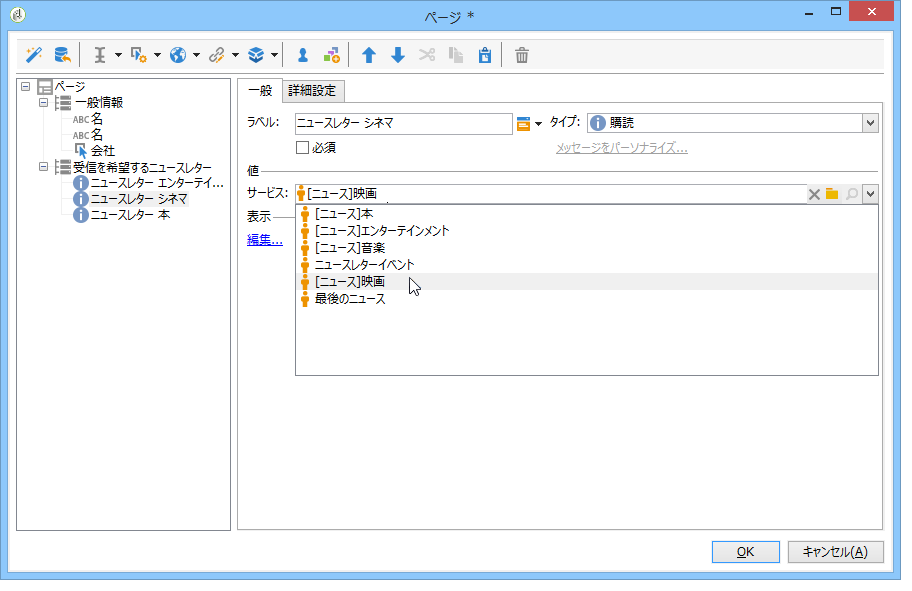 ページ *
ページ
一般情報
ABC 名
ABC 名
会社
受信を希望するニュースレター
ニュースレター エンターテイ...
ニュースレター シネマ
ニュースレター 本
一般
詳細設定
ラベル:
ニュースレター シネマ
タイプ:
購読
必須
メッセージをパーソナライズ...
値
サービス:
[ニュース]映画
表示
編集...
[ニュース]本
[ニュース]エンターテインメント
[ニュース]音楽
ニュースレターイベント
[ニュース]映画
最後のニュース
OK
キャンセル(A)